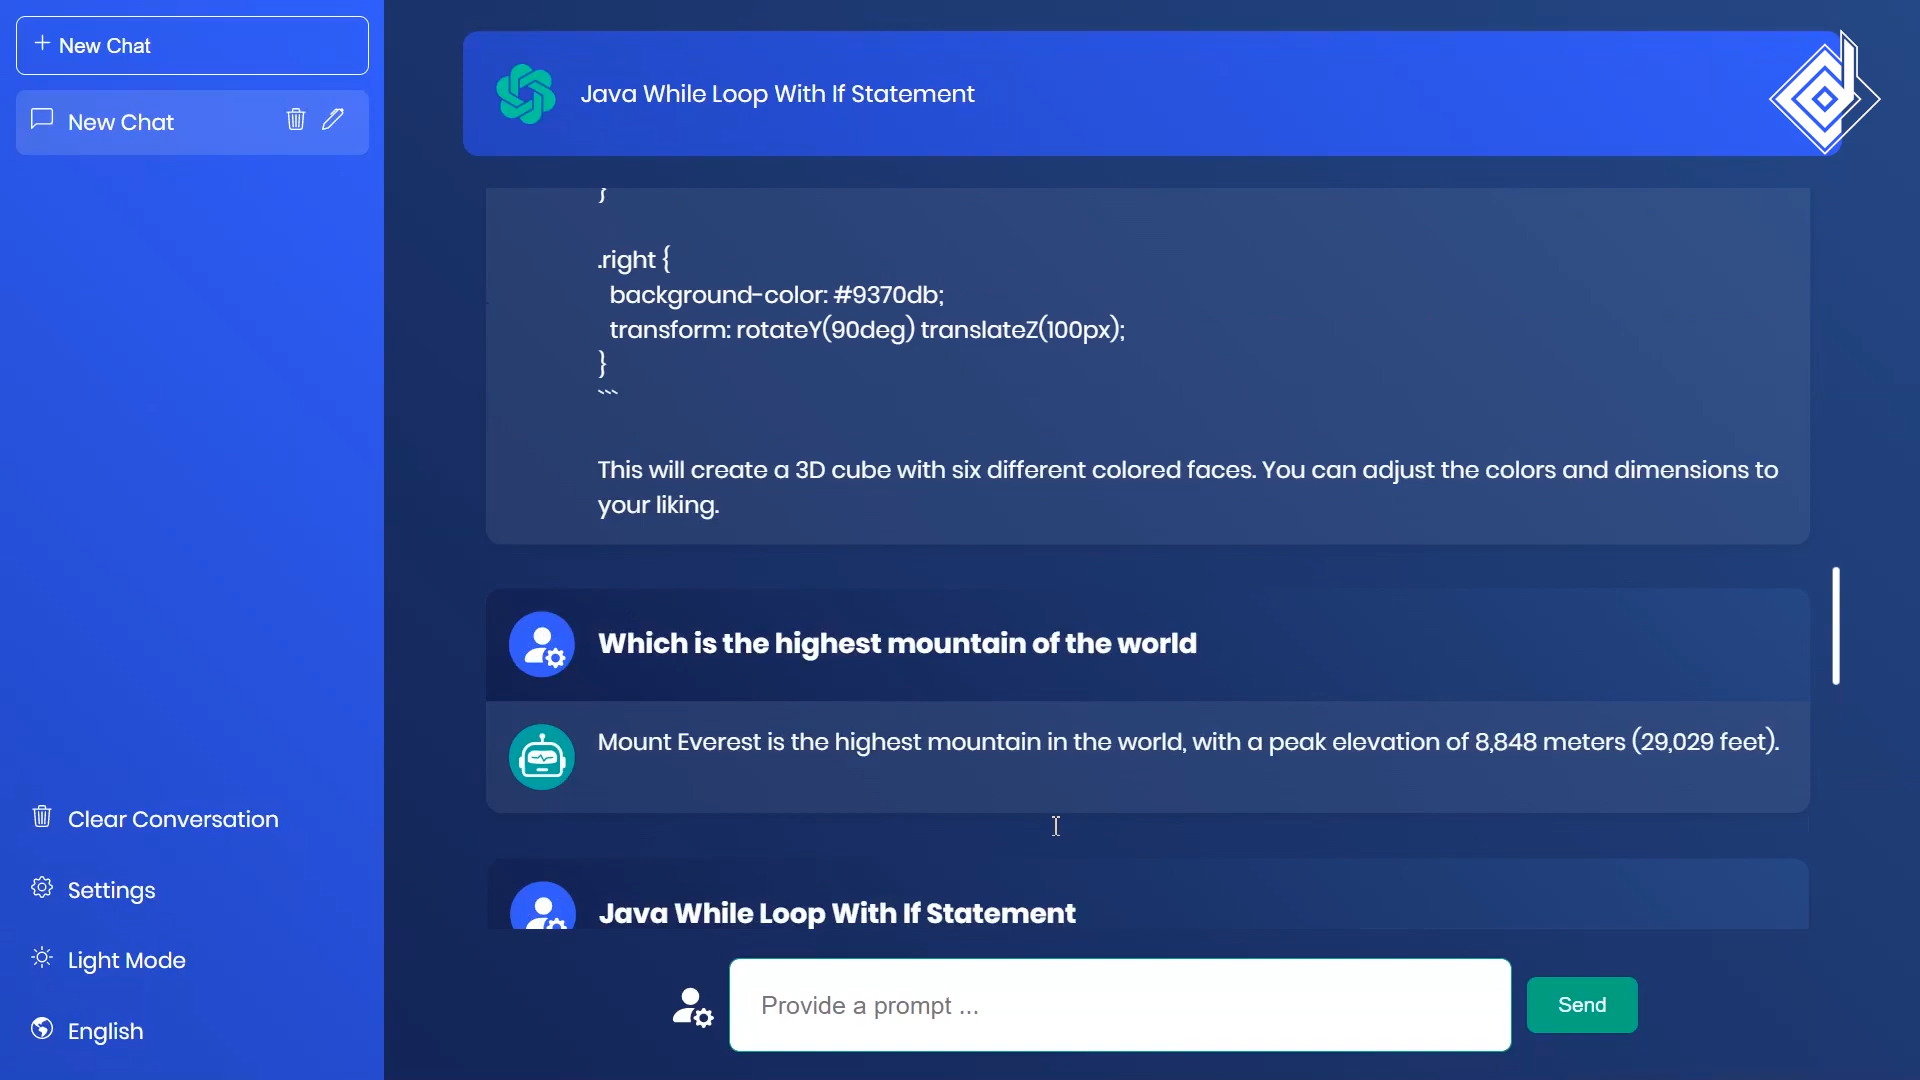 New Chat
New Chat
Clear Conversation
Settings
Light Mode
English
Java While Loop With If Statement
}
.right {
background-color: #9370db;
transform: rotateY(90deg) translateZ(100px);
}
```
This will create a 3D cube with six different colored faces. You can adjust the colors and dimensions to
your liking.
Which is the highest mountain of the world
Mount Everest is the highest mountain in the world, with a peak elevation of 8,848 meters (29,029 feet).
Java While Loop With If Statement
Provide a prompt ...
Send